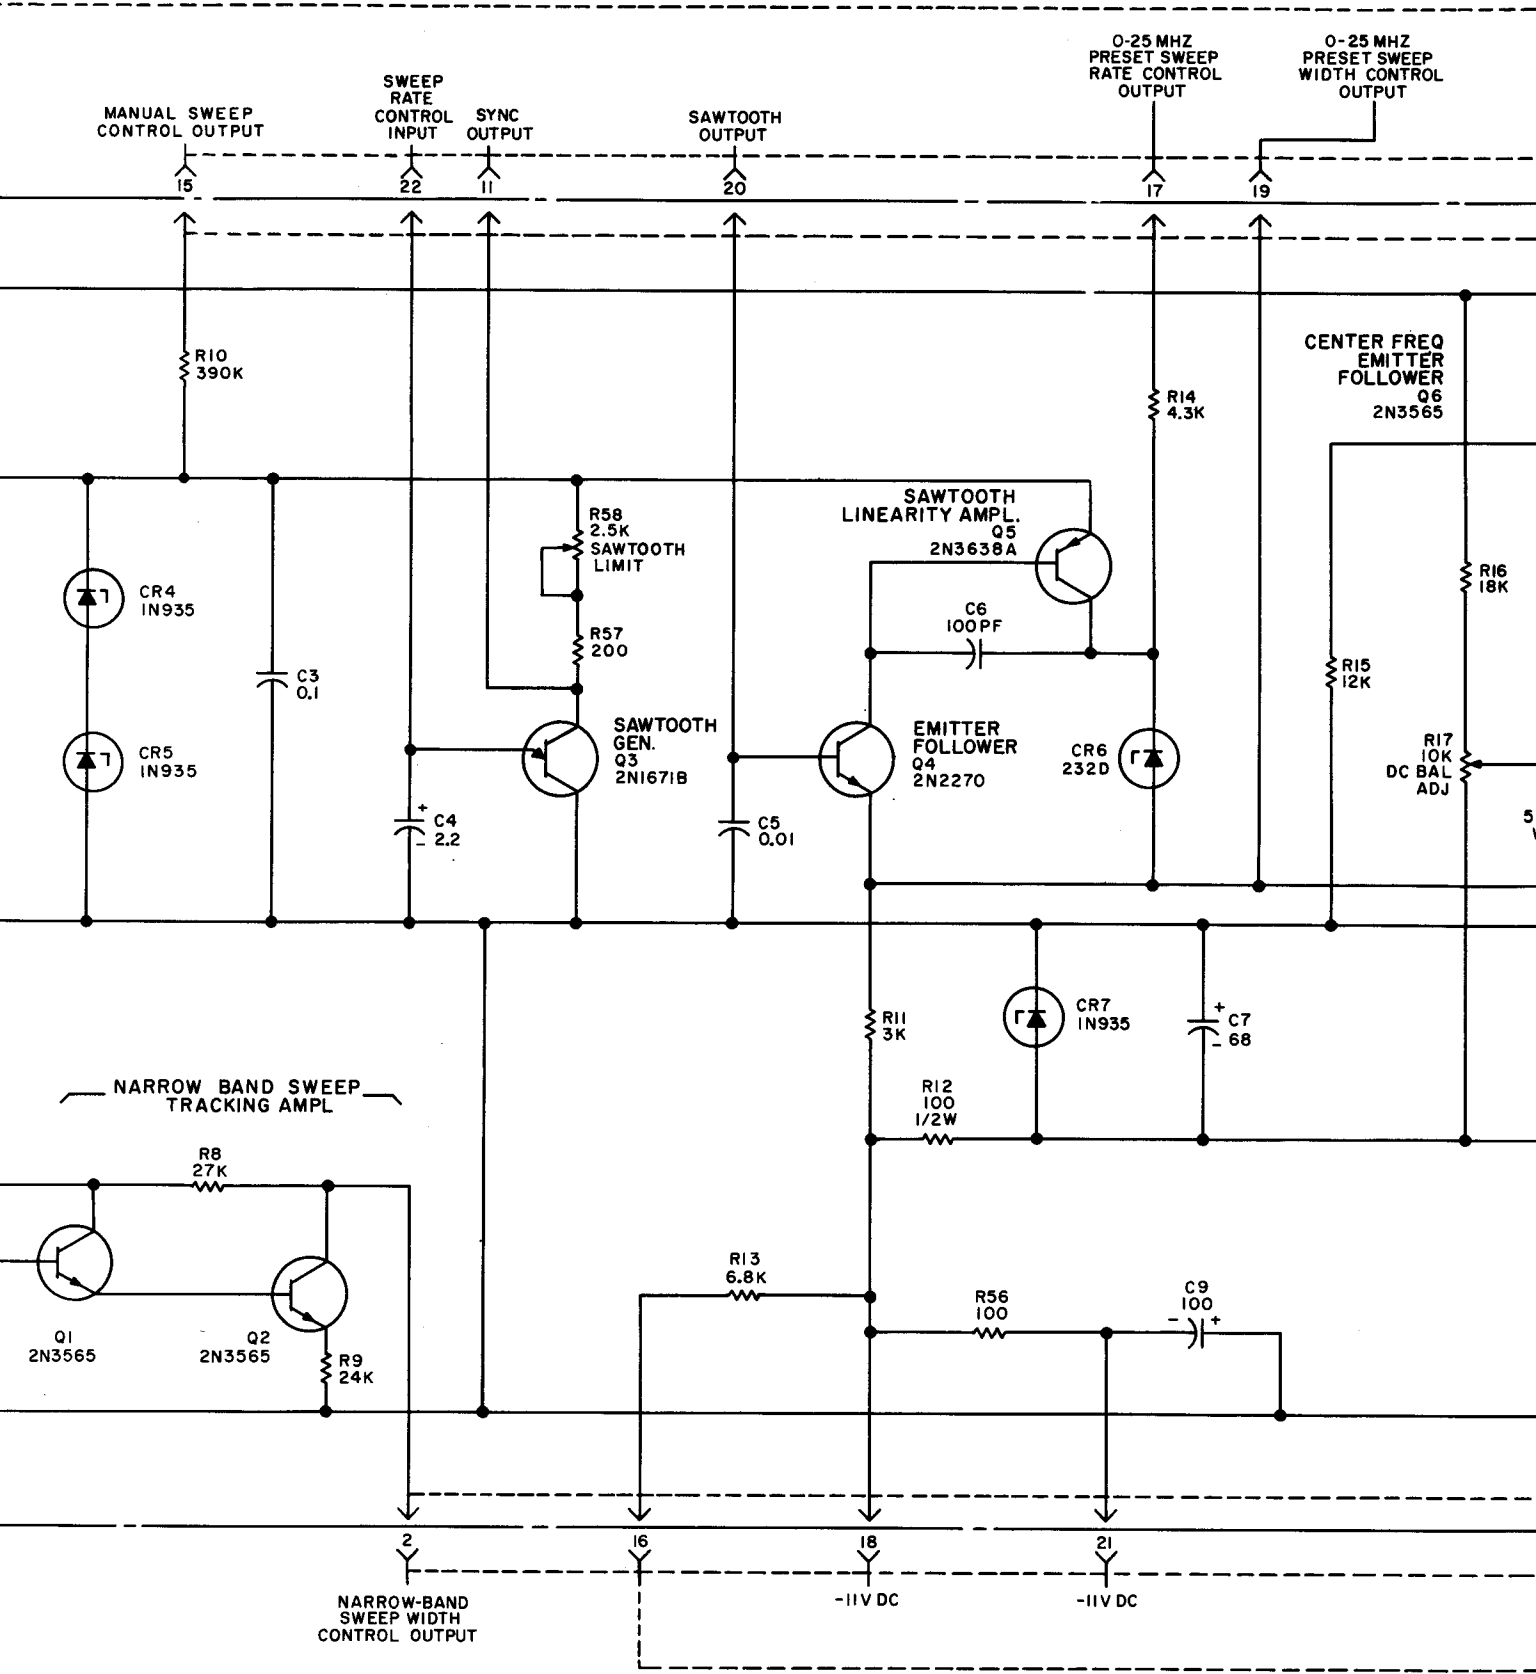 0-25 MHZ
PRESET SWEEP
RATE CONTROL
OUTPUT
0-25 MHZ
PRESET SWEEP
WIDTH CONTROL
OUTPUT
MANUAL SWEEP
CONTROL OUTPUT
SWEEP
RATE
CONTROL
INPUT
SYNC
OUTPUT
SAWTOOTH
OUTPUT
15
22
11
20
17
19
R10
390K
R14
4.3K
CENTER FREQ
EMITTER
FOLLOWER
Q6
2N3565
R58
2.5K
SAWTOOTH
LIMIT
SAWTOOTH
LINEARITY AMPL.
Q5
2N3638A
CR4
1N935
R57
200
C6
100PF
R16
18K
C3
0.1
R15
12K
CR5
1N935
SAWTOOTH
GEN.
Q3
2N1671B
EMITTER
FOLLOWER
Q4
2N2270
CR6
232D
R17
10K
DC BAL
ADJ
+
C4
- 2.2
C5
0.01
5
R11
3K
CR7
1N935
+
C7
- 68
NARROW BAND SWEEP
TRACKING AMPL
R12
100
1/2W
R8
27K
R13
6.8K
R56
100
C9
100
- +
Q1
2N3565
Q2
2N3565
R9
24K
2
16
18
21
NARROW-BAND
SWEEP WIDTH
CONTROL OUTPUT
-11V DC
-11V DC